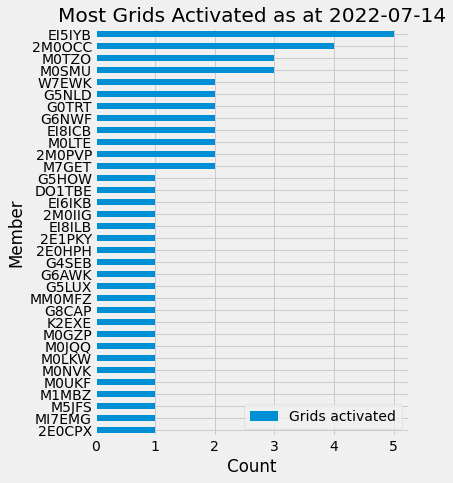 Most Grids Activated as at 2022-07-14
EI5IYB
2M0OCC
M0TZO
M0SMU
W7EWK
G5NLD
G0TRT
G6NWF
EI8ICB
M0LTE
2M0PVP
M7GET
G5HOW
DO1TBE
EI6IKB
2M0IIG
EI8ILB
2E1PKY
2E0HPH
G4SEB
G6AWK
G5LUX
MM0MFZ
G8CAP
K2EXE
M0GZP
M0JQQ
M0LKW
M0NVK
M0UKF
M1MBZ
M5JFS
MI7EMG
2E0CPX
Member
0 1 2 3 4 5
Count
Grids activated